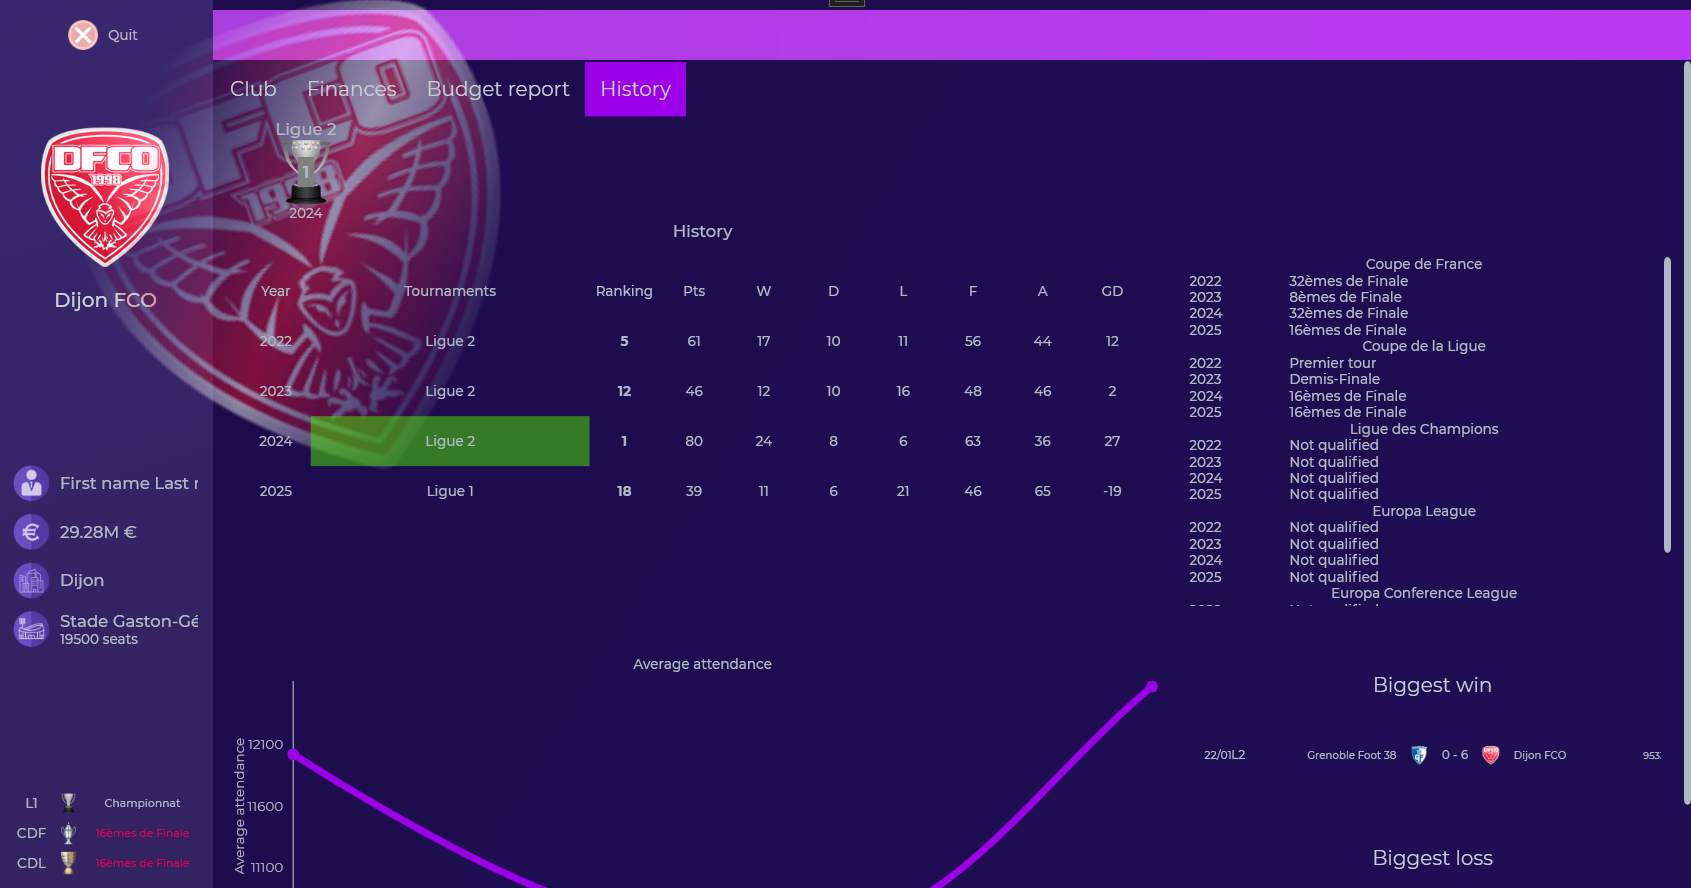 Quit
Club Finances Budget report History
DFCO
1998
Dijon FCO
First name Last
29.28M €
Dijon
Stade Gaston-Gé
19500 seats
L1 Championnat
CDF 16èmes de Finale
CDL 16èmes de Finale
DFCO
1998
Ligue 2
1
2024
History
Year Tournaments Ranking Pts W D L F A GD
2022 Ligue 2 5 61 17 10 11 56 44 12
2023 Ligue 2 12 46 12 10 16 48 46 2
2024 Ligue 2 1 80 24 8 6 63 36 27
2025 Ligue 1 18 39 11 6 21 46 65 -19
Coupe de France
2022 32èmes de Finale
2023 8èmes de Finale
2024 32èmes de Finale
2025 16èmes de Finale
Coupe de la Ligue
2022 Premier tour
2023 Demis-Finale
2024 16èmes de Finale
2025 16èmes de Finale
Ligue des Champions
2022 Not qualified
2023 Not qualified
2024 Not qualified
2025 Not qualified
Europa League
2022 Not qualified
2023 Not qualified
2024 Not qualified
2025 Not qualified
Europa Conference League
Average attendance
Average attendance
12100
11600
11100
Biggest win
22/01L2 Grenoble Foot 38 0 - 6 Dijon FCO 953
Biggest loss